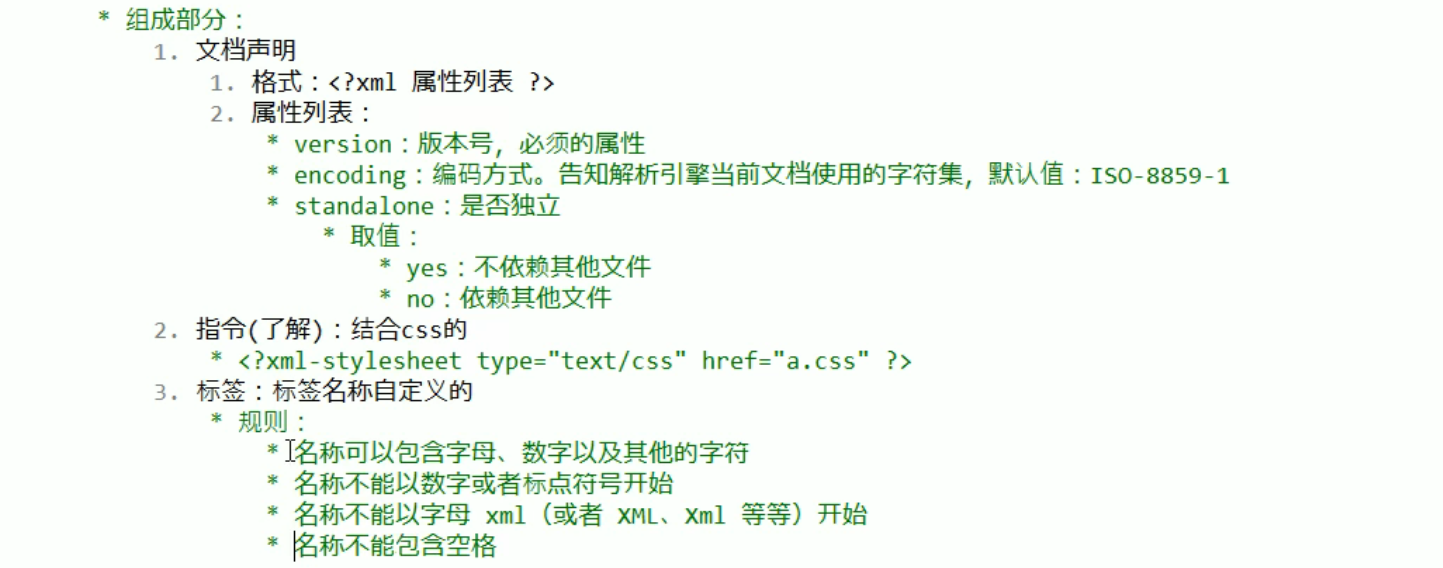 * 组成部分：
1. 文档声明
1. 格式：<?xml 属性列表 ?>
2. 属性列表：
* version：版本号，必须的属性
* encoding：编码方式。告知解析引擎当前文档使用的字符集，默认值：ISO-8859-1
* standalone：是否独立
* 取值：
* yes：不依赖其他文件
* no：依赖其他文件
2. 指令(了解)：结合css的
* <?xml-stylesheet type="text/css" href="a.css" ?>
3. 标签：标签名称自定义的
* 规则：
* 名称可以包含字母、数字以及其他的字符
* 名称不能以数字或者标点符号开始
* 名称不能以字母 xml（或者 XML、Xml 等等）开始
* 名称不能包含空格